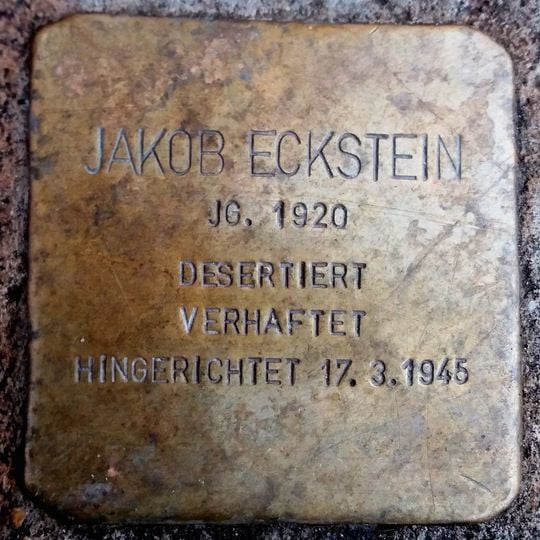 JAKOB ECKSTEIN
JG. 1920
DESERTIERT
VERHAFTET
HINGERICHTET 17.3.1945